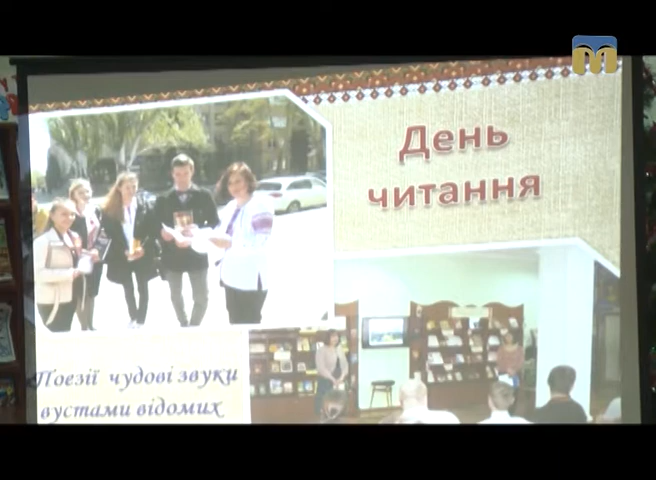 День
читання
Поезії чудові звуки
вустами відомих